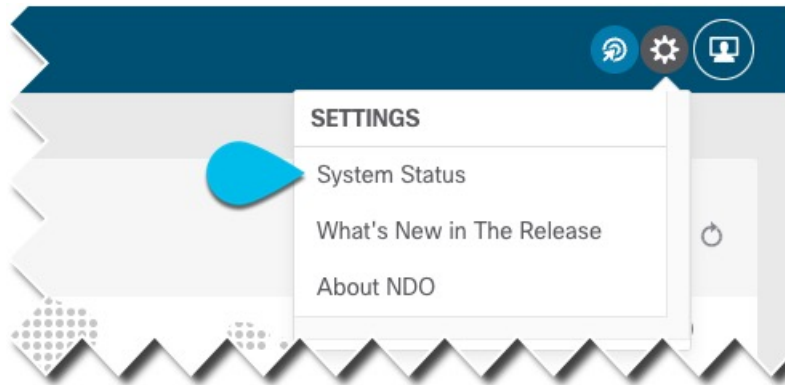 SETTINGS
System Status
What's New in The Release
About NDO